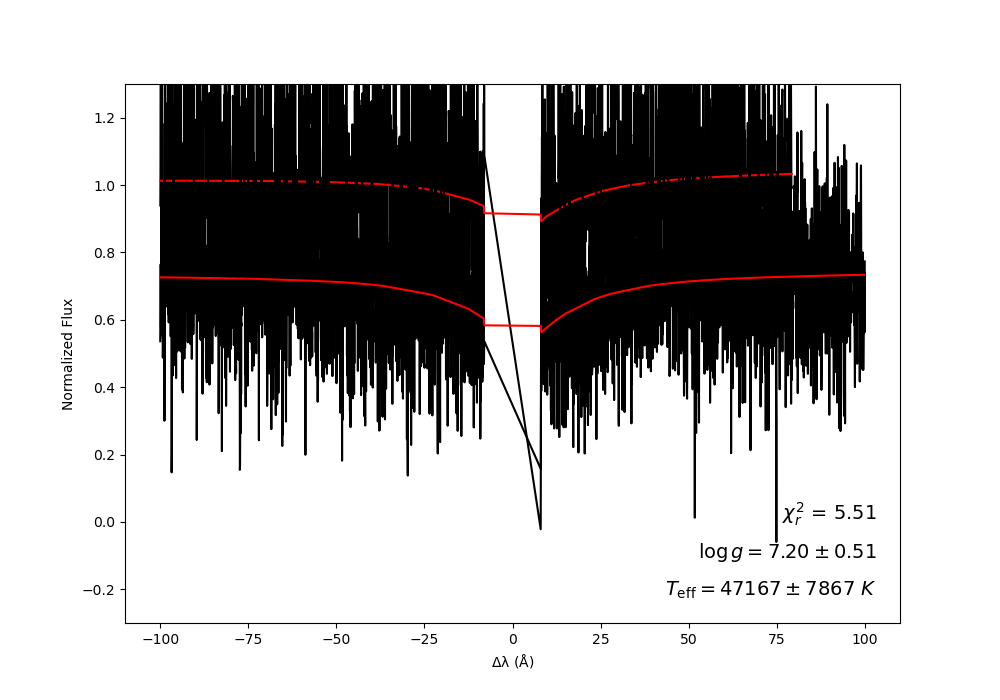 1.2
1.0
0.8
0.6
0.4
0.2
0.0
−0.2
Normalized Flux
χ_r^2 = 5.51
log g = 7.20 ± 0.51
T_eff = 47167 ± 7867 K
−100 −75 −50 −25 0 25 50 75 100
Δλ (Å)